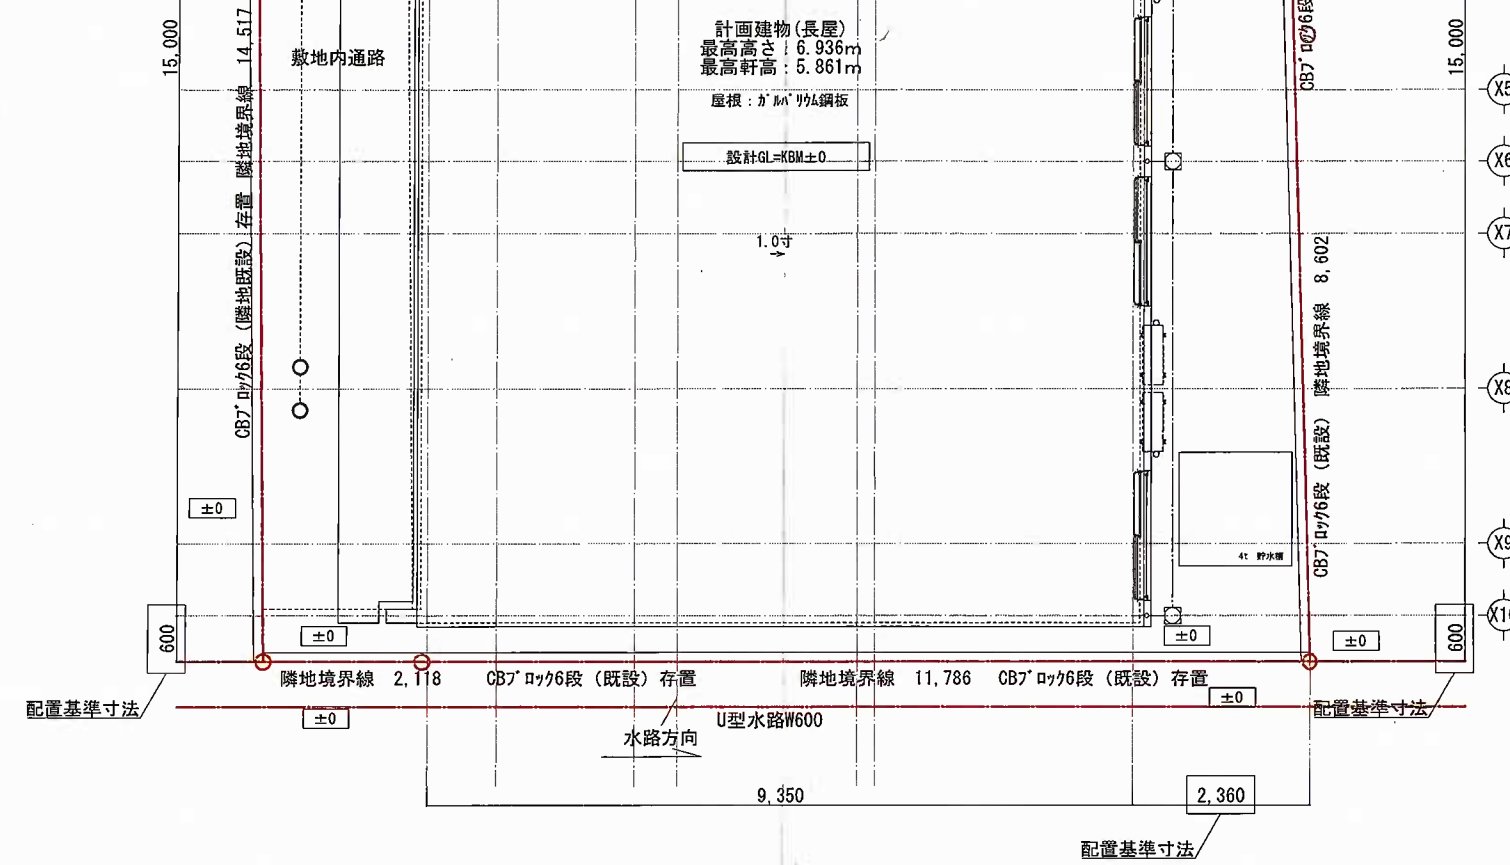 15,000
CBﾌﾞﾛｯｸ6段（隣地既設）存置　隣地境界線　14,517
敷地内通路
計画建物(長屋)
最高高さ：6.936m
最高軒高：5.861m
屋根：ｶﾞﾙﾊﾞﾘｳﾑ鋼板
設計GL=KBM±0
1.0寸
CBﾌﾞﾛｯｸ6段
15,000
X5
X6
X7
X8
X9
X10
CBﾌﾞﾛｯｸ6段（既設）　隣地境界線　8,602
4t 貯水槽
±0
±0
±0
±0
600
600
隣地境界線　2,118
CBﾌﾞﾛｯｸ6段（既設）存置
隣地境界線　11,786
CBﾌﾞﾛｯｸ6段（既設）存置
配置基準寸法
±0
±0
配置基準寸法
U型水路W600
水路方向
9,350
2,360
配置基準寸法